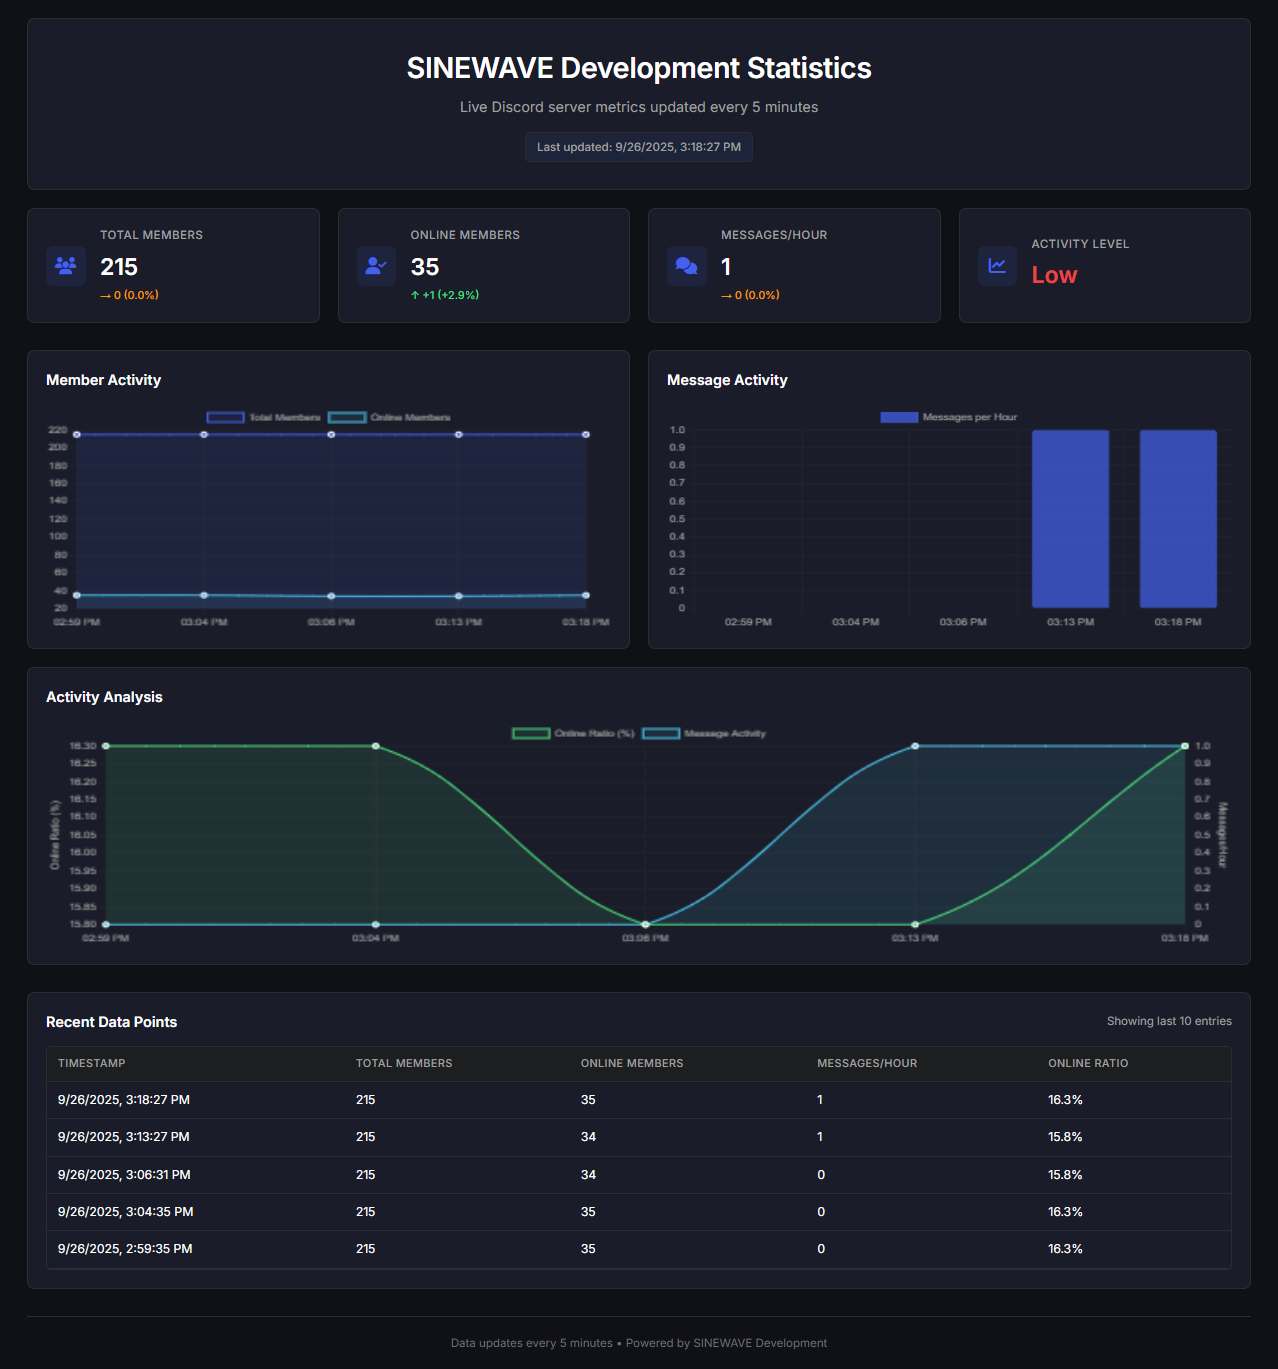 SINEWAVE Development Statistics
Live Discord server metrics updated every 5 minutes
Last updated: 9/26/2025, 3:18:27 PM
TOTAL MEMBERS
215
→ 0 (0.0%)
ONLINE MEMBERS
35
↑ +1 (+2.9%)
MESSAGES/HOUR
1
→ 0 (0.0%)
ACTIVITY LEVEL
Low
Member Activity
Total Members Online Members
220
200
180
160
140
120
100
80
60
40
20
02:59 PM 03:04 PM 03:06 PM 03:13 PM 03:18 PM
Message Activity
Messages per Hour
1.0
0.9
0.8
0.7
0.6
0.5
0.4
0.3
0.2
0.1
0
02:59 PM 03:04 PM 03:06 PM 03:13 PM 03:18 PM
Activity Analysis
Online Ratio (%) Message Activity
Online Ratio (%)
16.30
16.25
16.20
16.15
16.10
16.05
16.00
15.95
15.90
15.85
15.80
1.0
0.9
0.8
0.7
0.6
0.5
0.4
0.3
0.2
0.1
0
Messages/Hour
02:59 PM 03:04 PM 03:06 PM 03:13 PM 03:18 PM
Recent Data Points
Showing last 10 entries
TIMESTAMP TOTAL MEMBERS ONLINE MEMBERS MESSAGES/HOUR ONLINE RATIO
9/26/2025, 3:18:27 PM 215 35 1 16.3%
9/26/2025, 3:13:27 PM 215 34 1 15.8%
9/26/2025, 3:06:31 PM 215 34 0 15.8%
9/26/2025, 3:04:35 PM 215 35 0 16.3%
9/26/2025, 2:59:35 PM 215 35 0 16.3%
Data updates every 5 minutes • Powered by SINEWAVE Development